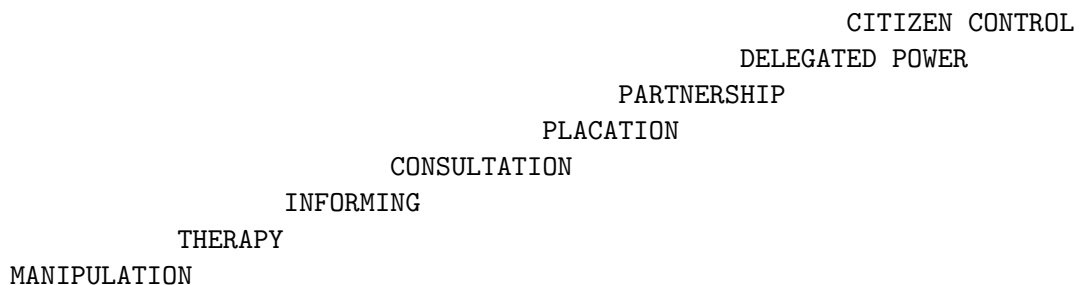 CITIZEN CONTROL
DELEGATED POWER
PARTNERSHIP
PLACATION
CONSULTATION
INFORMING
THERAPY
MANIPULATION